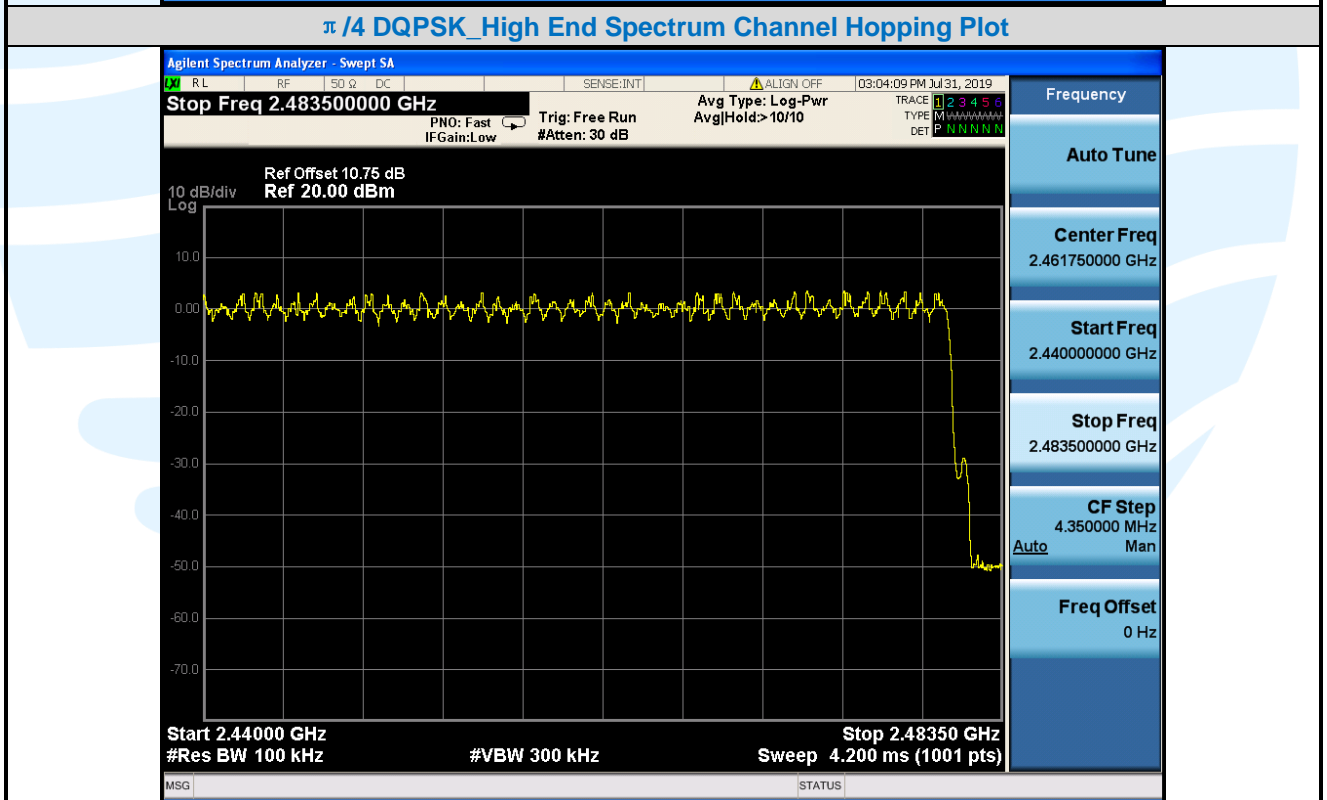 π /4 DQPSK_High End Spectrum Channel Hopping Plot
Agilent Spectrum Analyzer - Swept SA
LXI RL RF 50 Ω DC SENSE:INT ALIGN OFF 03:04:09 PM Jul 31, 2019
Stop Freq 2.483500000 GHz
PNO: Fast
IFGain:Low
Trig: Free Run
#Atten: 30 dB
Avg Type: Log-Pwr
Avg|Hold:>10/10
TRACE 1 2 3 4 5 6
TYPE M
DET P N N N N N
Ref Offset 10.75 dB
10 dB/div Ref 20.00 dBm
Log
10.0
0.00
-10.0
-20.0
-30.0
-40.0
-50.0
-60.0
-70.0
Start 2.44000 GHz Stop 2.48350 GHz
#Res BW 100 kHz #VBW 300 kHz Sweep 4.200 ms (1001 pts)
MSG STATUS
Frequency
Auto Tune
Center Freq
2.461750000 GHz
Start Freq
2.440000000 GHz
Stop Freq
2.483500000 GHz
CF Step
4.350000 MHz
Auto Man
Freq Offset
0 Hz